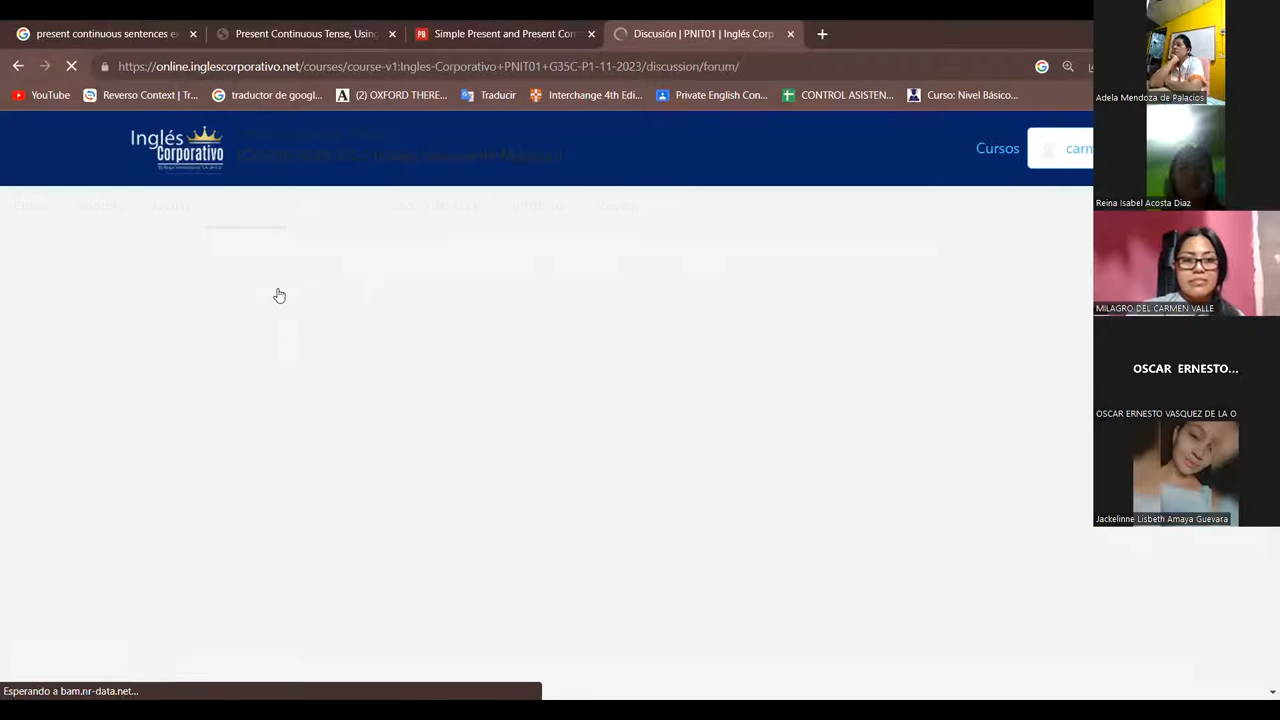 present continuous sentences e
Present Continuous Tense, Using
Simple Present and Present Con
Discusión | PNIT01 | Inglés Corp
https://online.inglescorporativo.net/courses/course-v1:Ingles-Corporativo+PNIT01+G35C-P1-11-2023/discussion/forum/
YouTube
Reverso Context | Tr...
traductor de googl...
(2) OXFORD THERE...
Traducir
Interchange 4th Edi...
Private English Con...
CONTROL ASISTEN...
Curso: Nivel Básico...
Inglés
Corporativo
Cursos
carm
Adela Mendoza de Palacios
Reina Isabel Acosta Diaz
MILAGRO DEL CARMEN VALLE
OSCAR ERNESTO...
OSCAR ERNESTO VASQUEZ DE LA O
Jackelinne Lisbeth Amaya Guevara
Esperando a bam.nr-data.net...